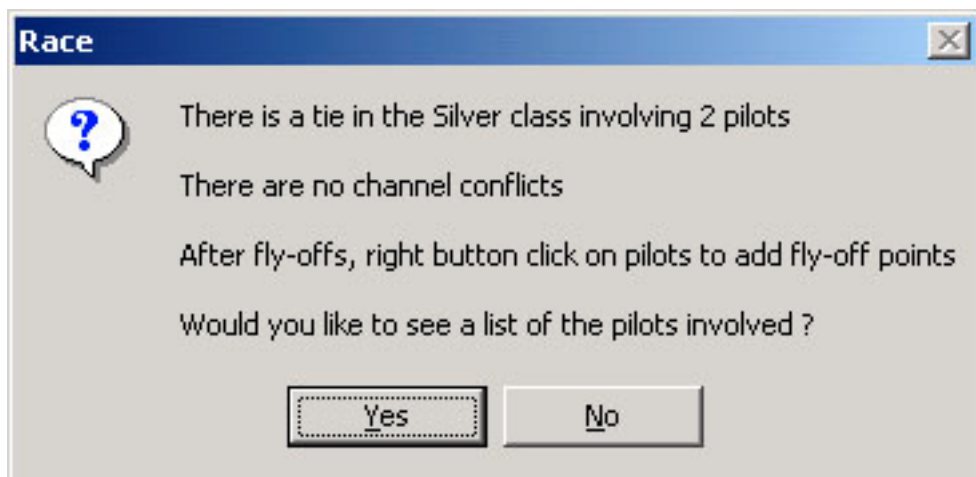 Race
There is a tie in the Silver class involving 2 pilots
There are no channel conflicts
After fly-offs, right button click on pilots to add fly-off points
Would you like to see a list of the pilots involved ?
Yes No